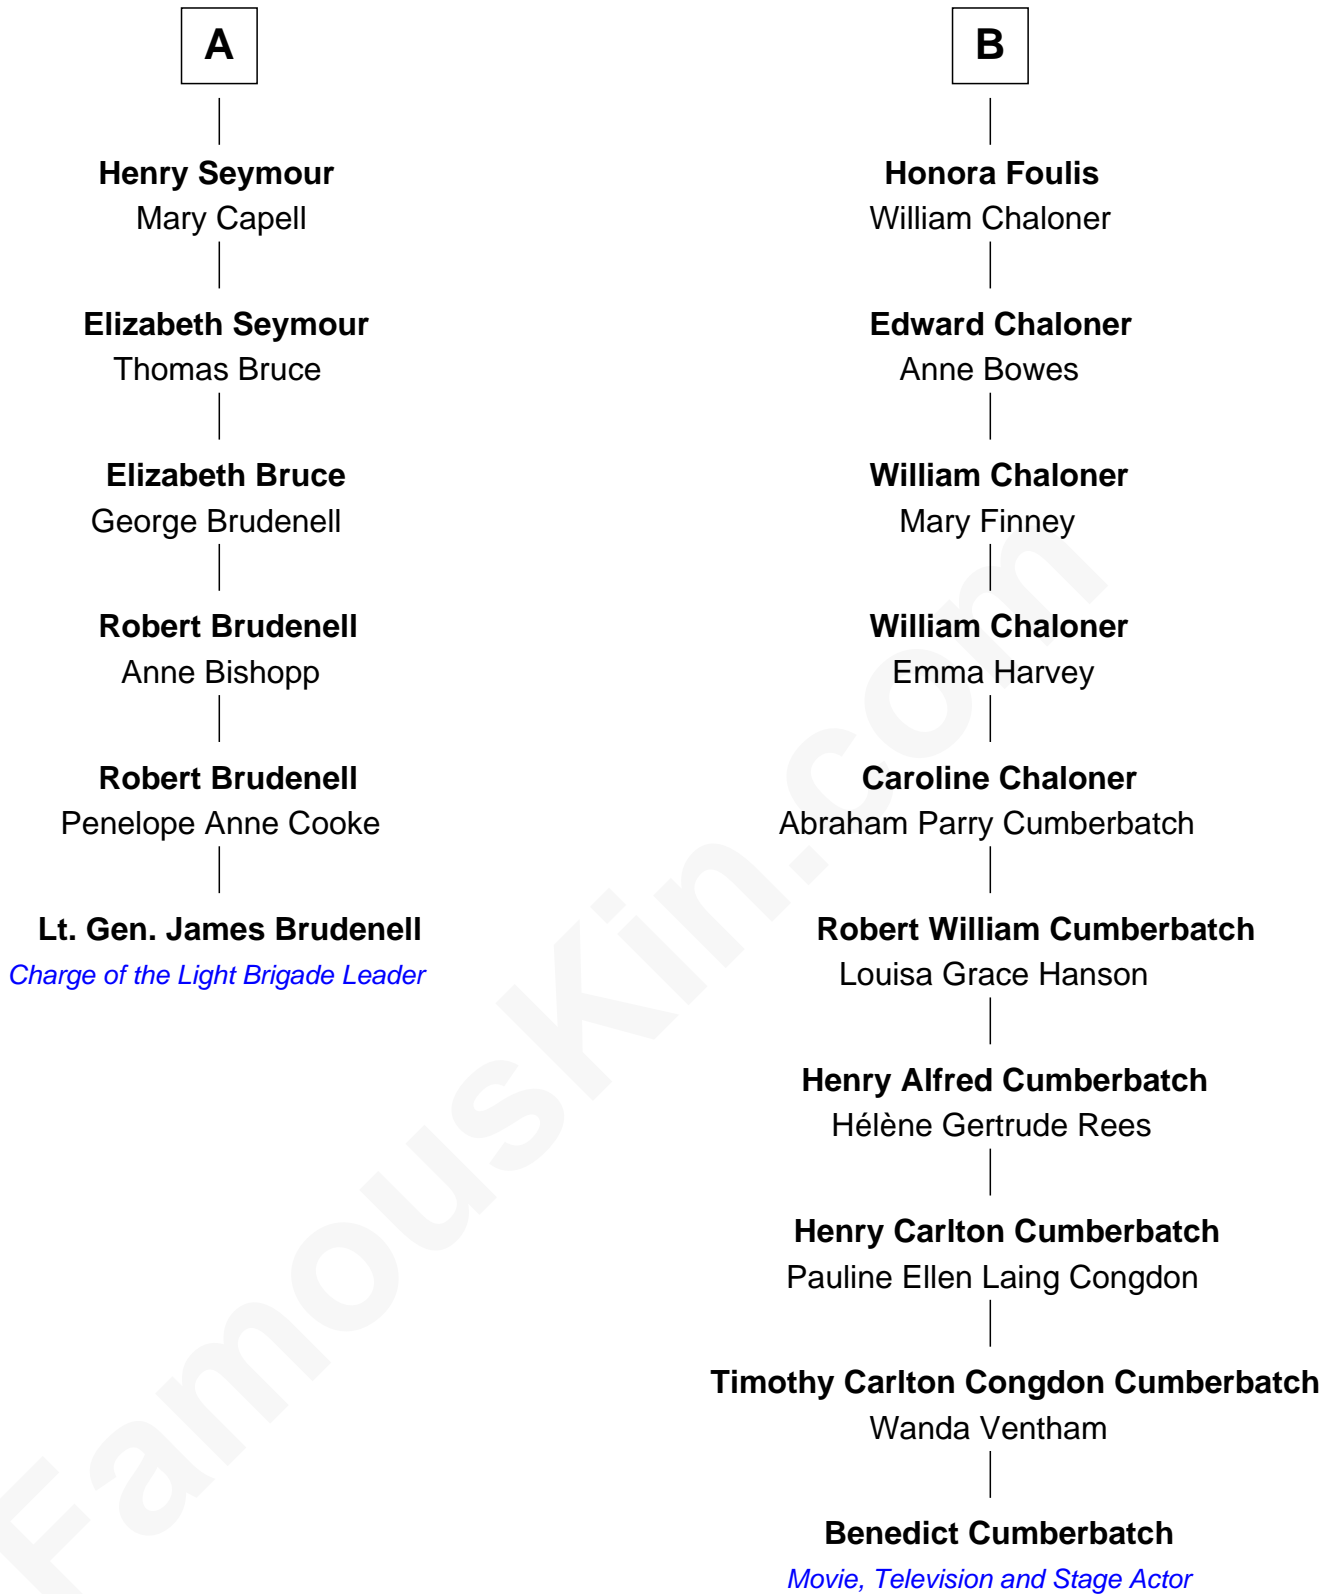 A
Henry Seymour
Mary Capell
Elizabeth Seymour
Thomas Bruce
Elizabeth Bruce
George Brudenell
Robert Brudenell
Anne Bishopp
Robert Brudenell
Penelope Anne Cooke
Lt. Gen. James Brudenell
Charge of the Light Brigade Leader
B
Honora Foulis
William Chaloner
Edward Chaloner
Anne Bowes
William Chaloner
Mary Finney
William Chaloner
Emma Harvey
Caroline Chaloner
Abraham Parry Cumberbatch
Robert William Cumberbatch
Louisa Grace Hanson
Henry Alfred Cumberbatch
Hélène Gertrude Rees
Henry Carlton Cumberbatch
Pauline Ellen Laing Congdon
Timothy Carlton Congdon Cumberbatch
Wanda Ventham
Benedict Cumberbatch
Movie, Television and Stage Actor
FamousKin.com